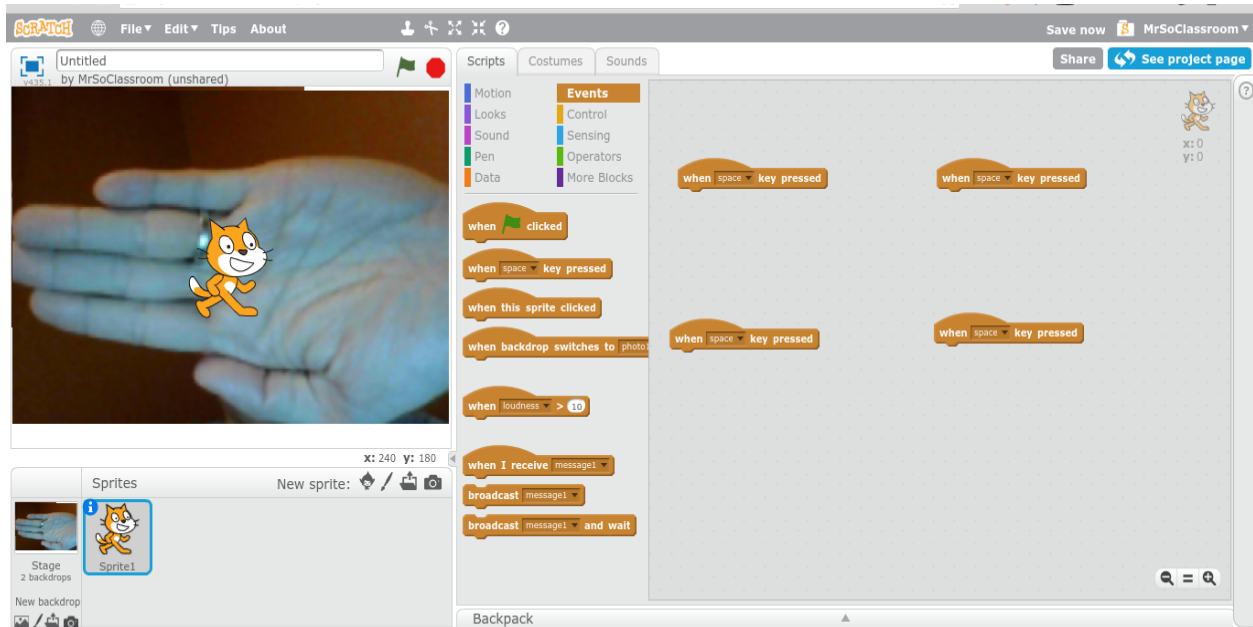 SCRATCH File▼ Edit▼ Tips About Save now S MrSoClassroom▼
Untitled
by MrSoClassroom (unshared)
v435.1
Scripts Costumes Sounds
Share See project page
Motion Events
Looks Control
Sound Sensing
Pen Operators
Data More Blocks
when clicked
when space key pressed
when this sprite clicked
when backdrop switches to photo1
when loudness > 10
when I receive message1
broadcast message1
broadcast message1 and wait
when space key pressed
when space key pressed
when space key pressed
when space key pressed
x: 0
y: 0
?
x: 240 y: 180
Sprites New sprite:
Sprite1
Stage
2 backdrops
New backdrop
Backpack